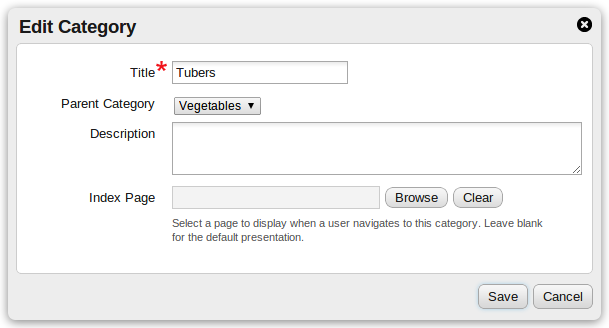 Edit Category
Title* Tubers
Parent Category Vegetables ▼
Description
Index Page Browse Clear
Select a page to display when a user navigates to this category. Leave blank
for the default presentation.
Save Cancel